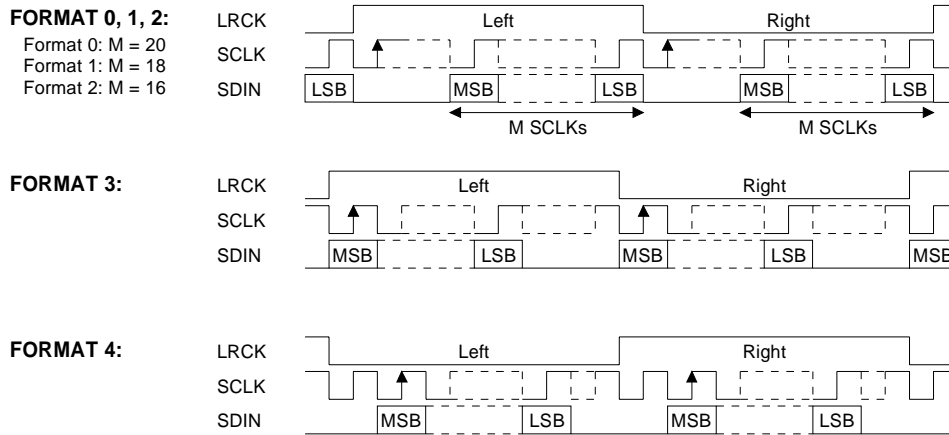 FORMAT 0, 1, 2:
Format 0: M = 20
Format 1: M = 18
Format 2: M = 16
LRCK Left Right
SCLK
SDIN LSB MSB LSB MSB LSB
M SCLKs M SCLKs
FORMAT 3: LRCK Left Right
SCLK
SDIN MSB LSB MSB LSB MSB
FORMAT 4: LRCK Left Right
SCLK
SDIN MSB LSB MSB LSB